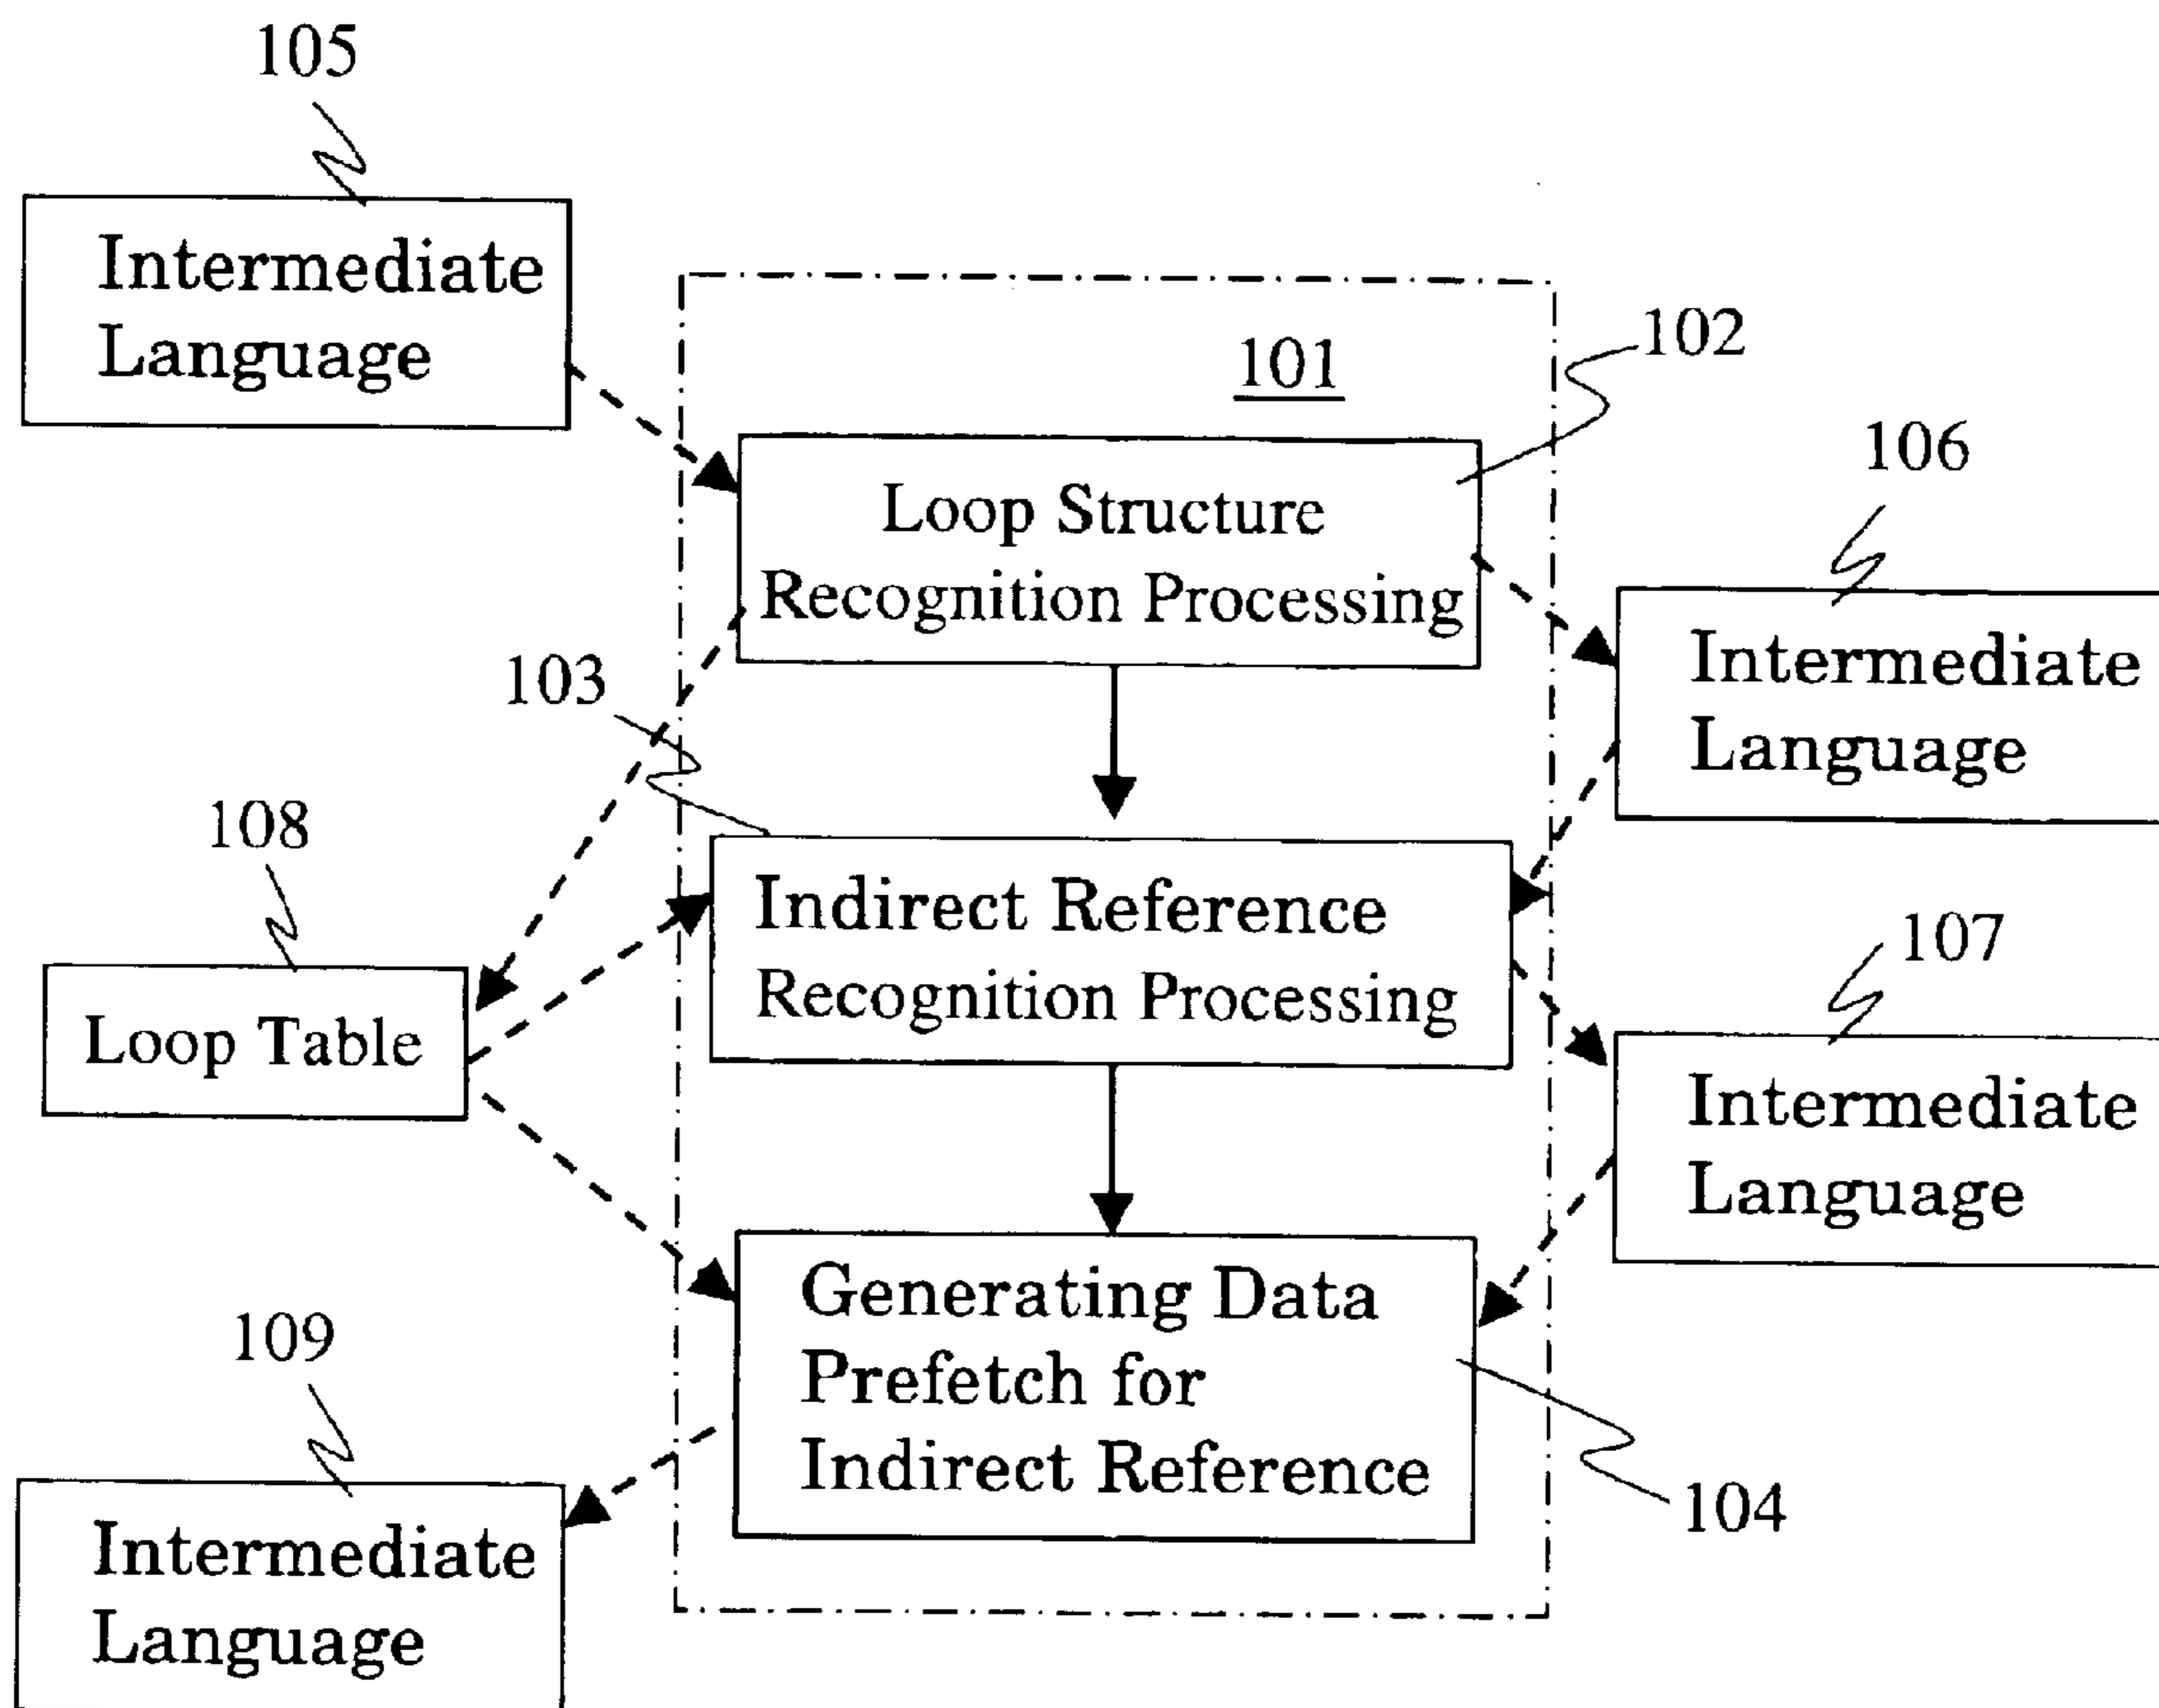 105
Intermediate
Language
101
102
Loop Structure
Recognition Processing
106
Intermediate
Language
103
108
Loop Table
Indirect Reference
Recognition Processing
107
Intermediate
Language
109
Intermediate
Language
Generating Data
Prefetch for
Indirect Reference
104